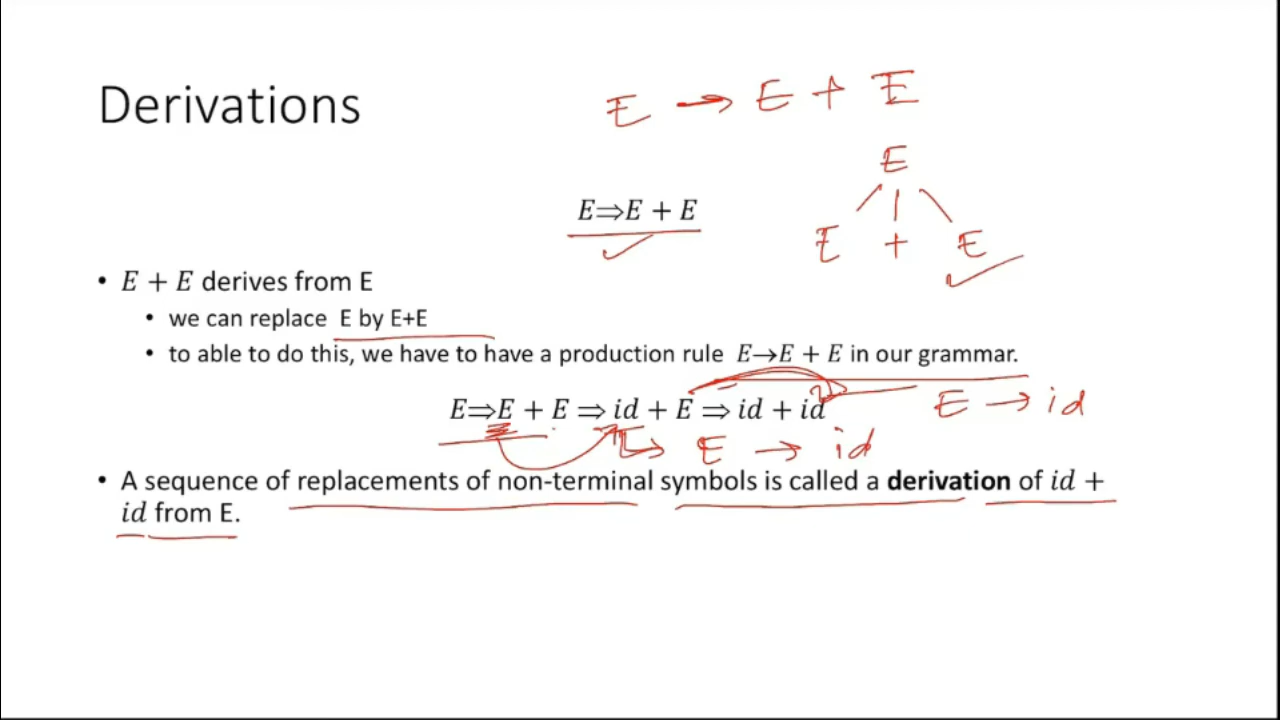 Derivations
E → E + E
E
E + E
E⇒E + E
• E + E derives from E
• we can replace E by E+E
• to able to do this, we have to have a production rule E→E + E in our grammar.
E⇒E + E ⇒ id + E ⇒ id + id
E → id
E → id
• A sequence of replacements of non-terminal symbols is called a derivation of id +
id from E.